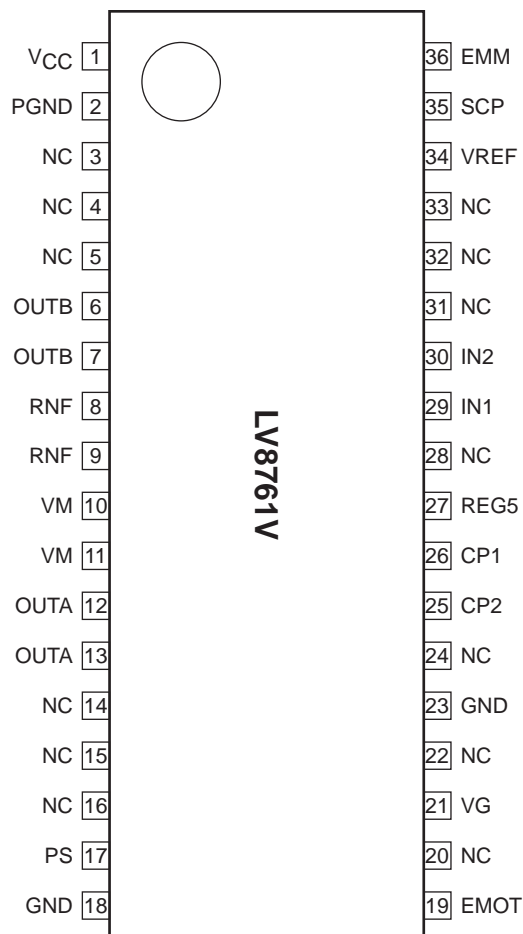 VCC 1
PGND 2
NC 3
NC 4
NC 5
OUTB 6
OUTB 7
RNF 8
RNF 9
VM 10
VM 11
OUTA 12
OUTA 13
NC 14
NC 15
NC 16
PS 17
GND 18
LV8761V
36 EMM
35 SCP
34 VREF
33 NC
32 NC
31 NC
30 IN2
29 IN1
28 NC
27 REG5
26 CP1
25 CP2
24 NC
23 GND
22 NC
21 VG
20 NC
19 EMOT